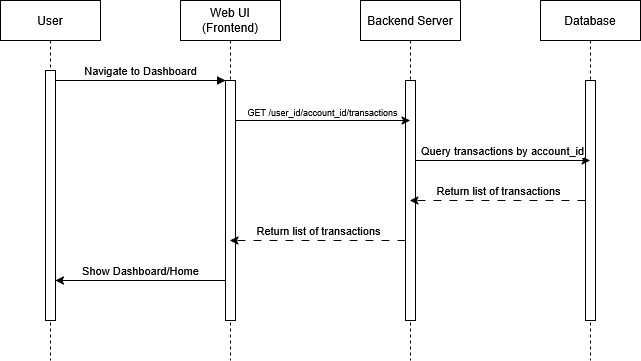 User
Web UI
(Frontend)
Backend Server
Database
Navigate to Dashboard
GET /user_id/account_id/transactions
Query transactions by account_id
Return list of transactions
Return list of transactions
Show Dashboard/Home